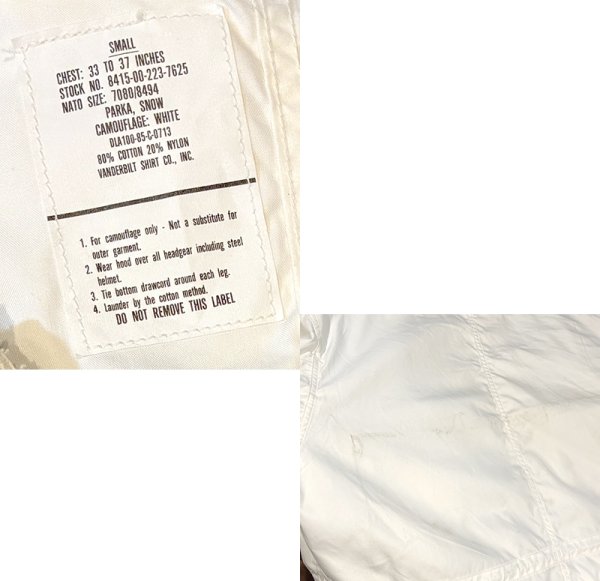 SMALL
CHEST: 33 TO 37 INCHES
STOCK NO. 8415-00-223-7625
NATO SIZE: 7080/8494
PARKA, SNOW
CAMOUFLAGE: WHITE
DLA100-85-C-0713
80% COTTON 20% NYLON
VANDERBILT SHIRT CO., INC.
1. For camouflage only - Not a substitute for
outer garment.
2. Wear hood over all headgear including steel
helmet.
3. Tie bottom drawcord around each leg.
4. Launder by the cotton method.
DO NOT REMOVE THIS LABEL